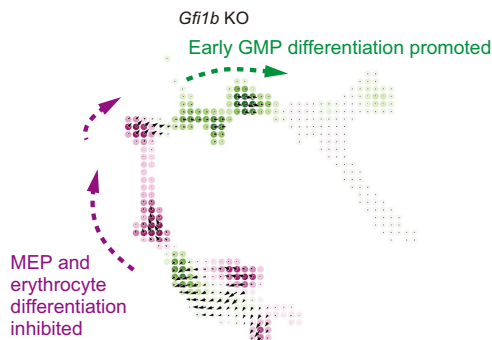 Gfi1b KO
Early GMP differentiation promoted
MEP and
erythrocyte
differentiation
inhibited